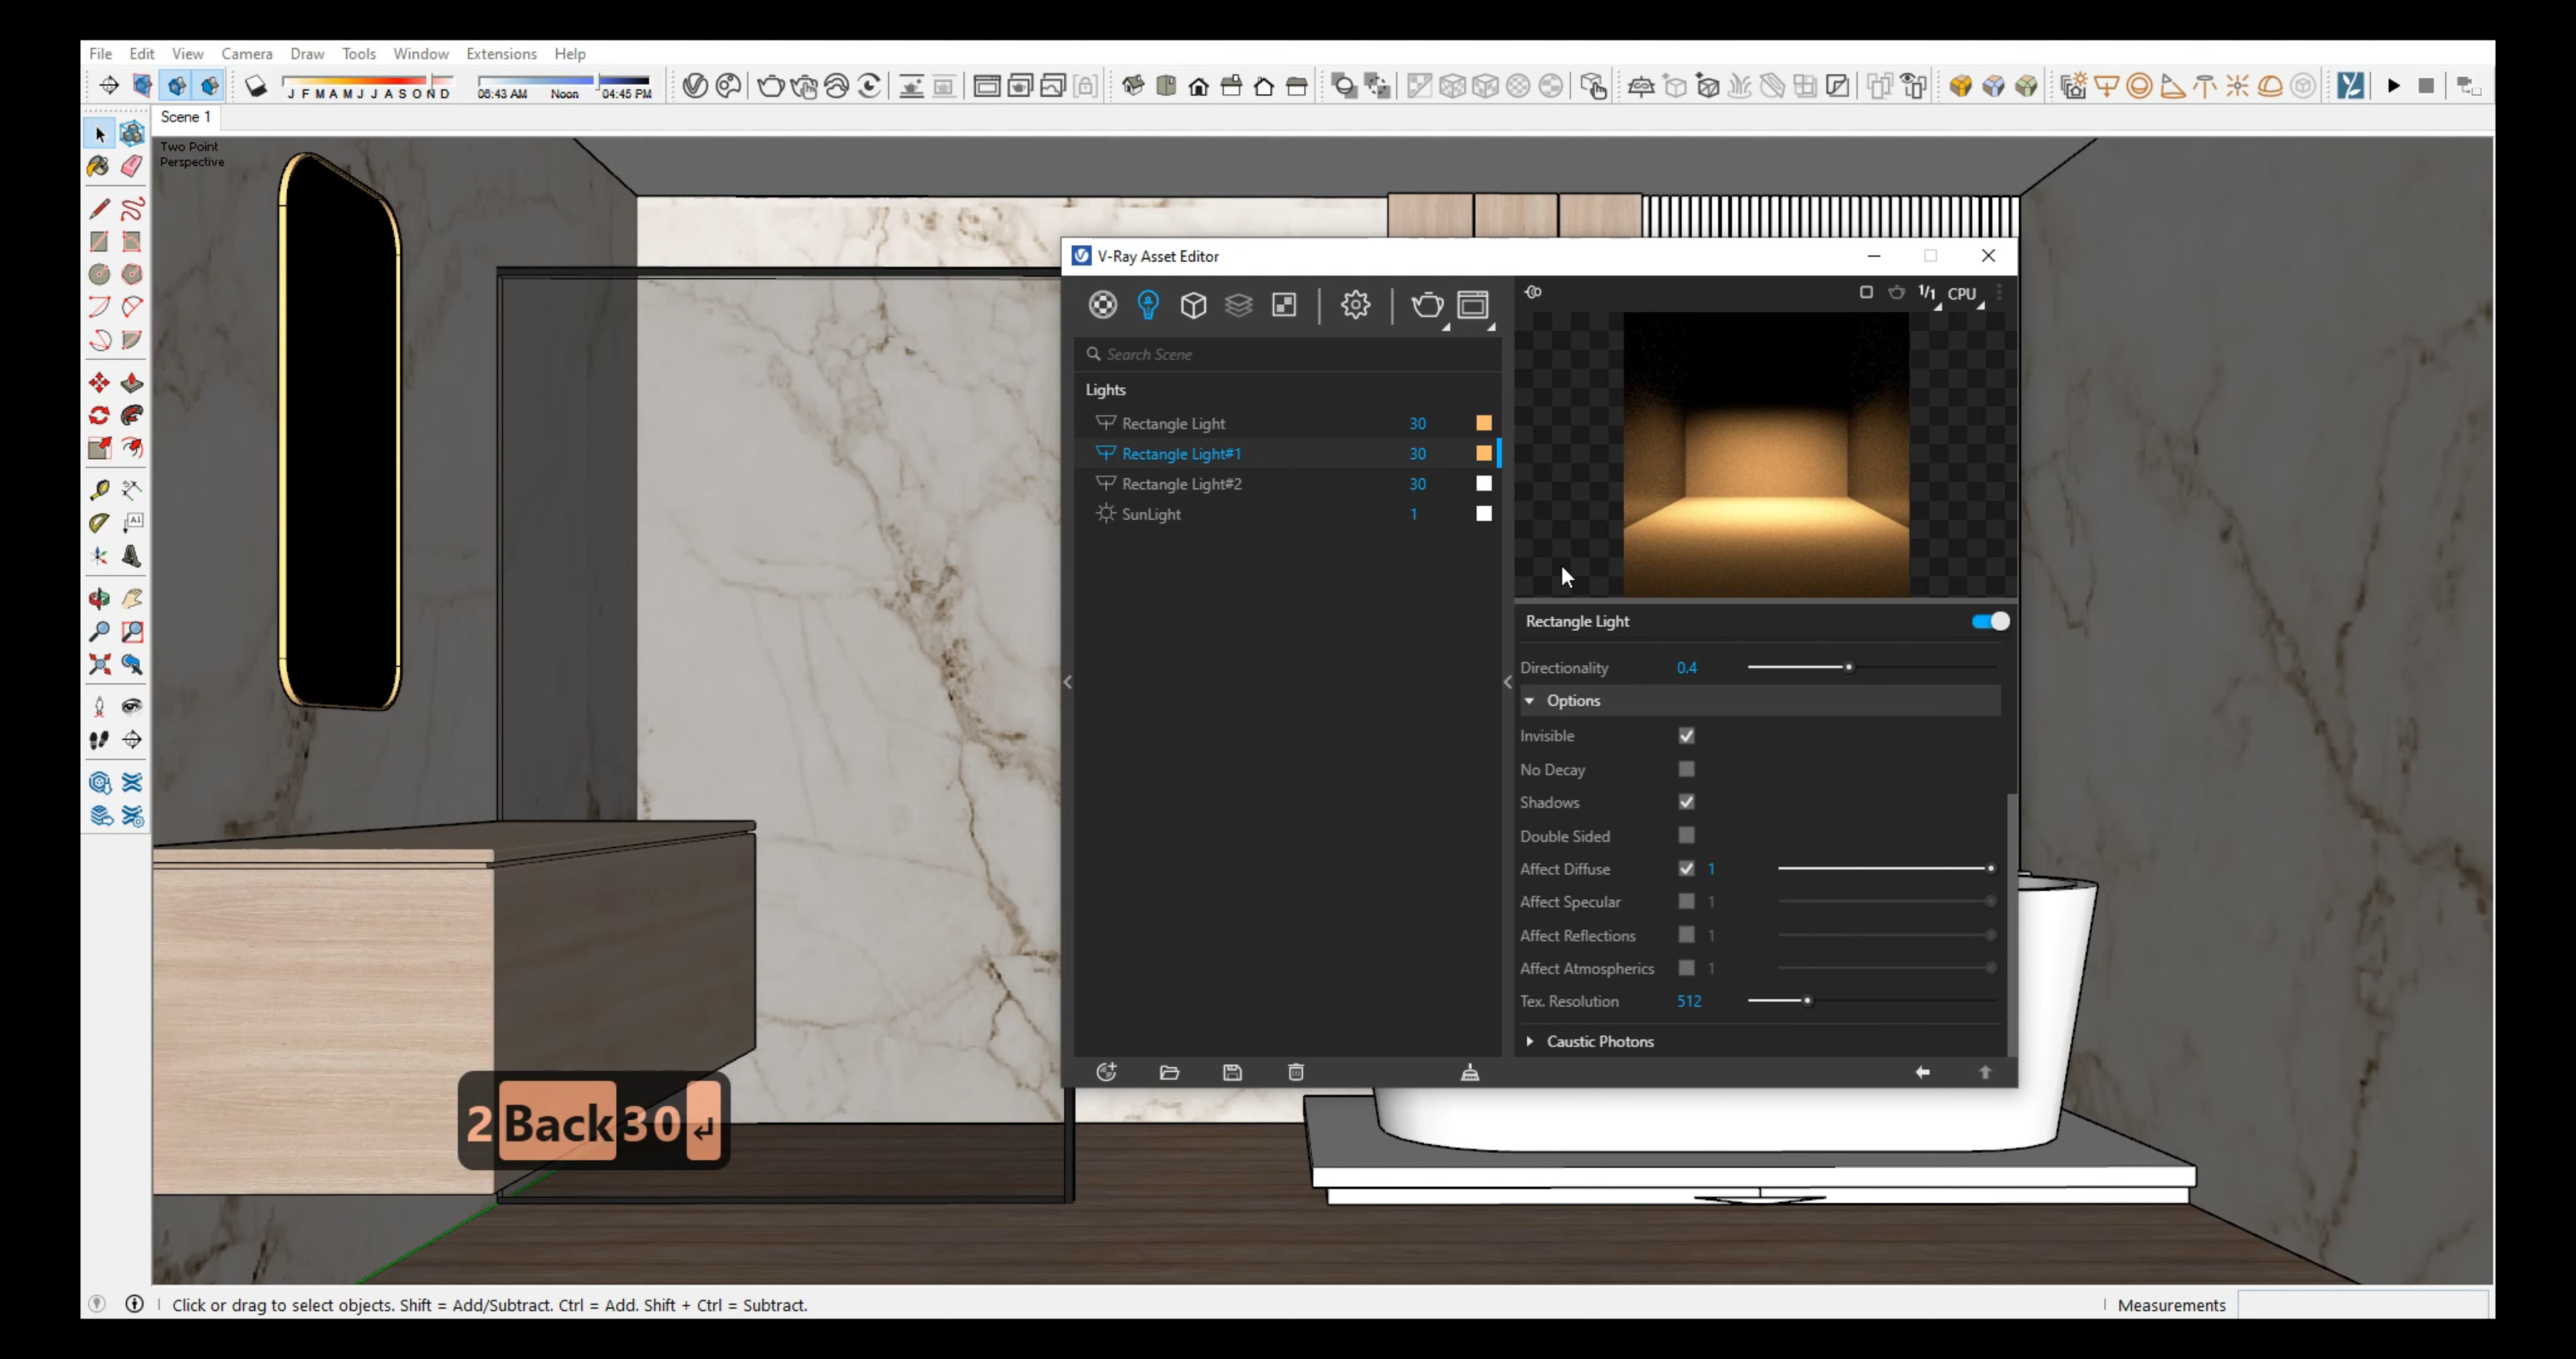 File Edit View Camera Draw Tools Window Extensions Help
J F M A M J J A S O N D 08:43 AM Noon 04:45 PM
Scene 1
Two Point
Perspective
V-Ray Asset Editor
1/1 CPU
Search Scene
Lights
Rectangle Light 30
Rectangle Light#1 30
Rectangle Light#2 30
SunLight 1
Rectangle Light
Directionality 0.4
Options
Invisible
No Decay
Shadows
Double Sided
Affect Diffuse 1
Affect Specular 1
Affect Reflections 1
Affect Atmospherics 1
Tex. Resolution 512
Caustic Photons
2 Back 30 ↵
Click or drag to select objects. Shift = Add/Subtract. Ctrl = Add. Shift + Ctrl = Subtract.
Measurements